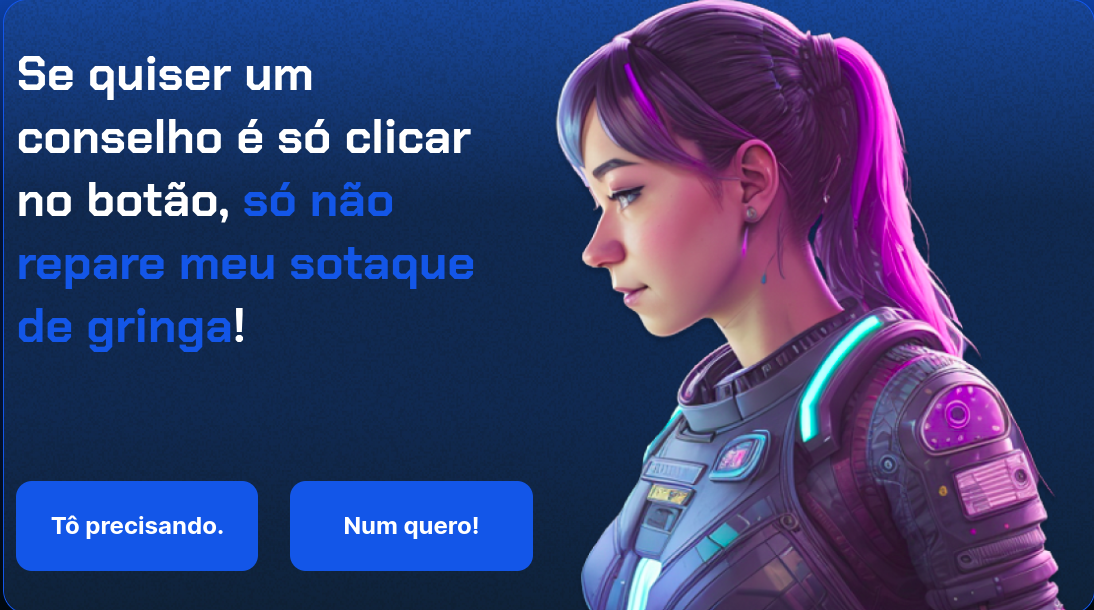 Se quiser um
conselho é só clicar
no botão, só não
repare meu sotaque
de gringa!
Tô precisando.
Num quero!